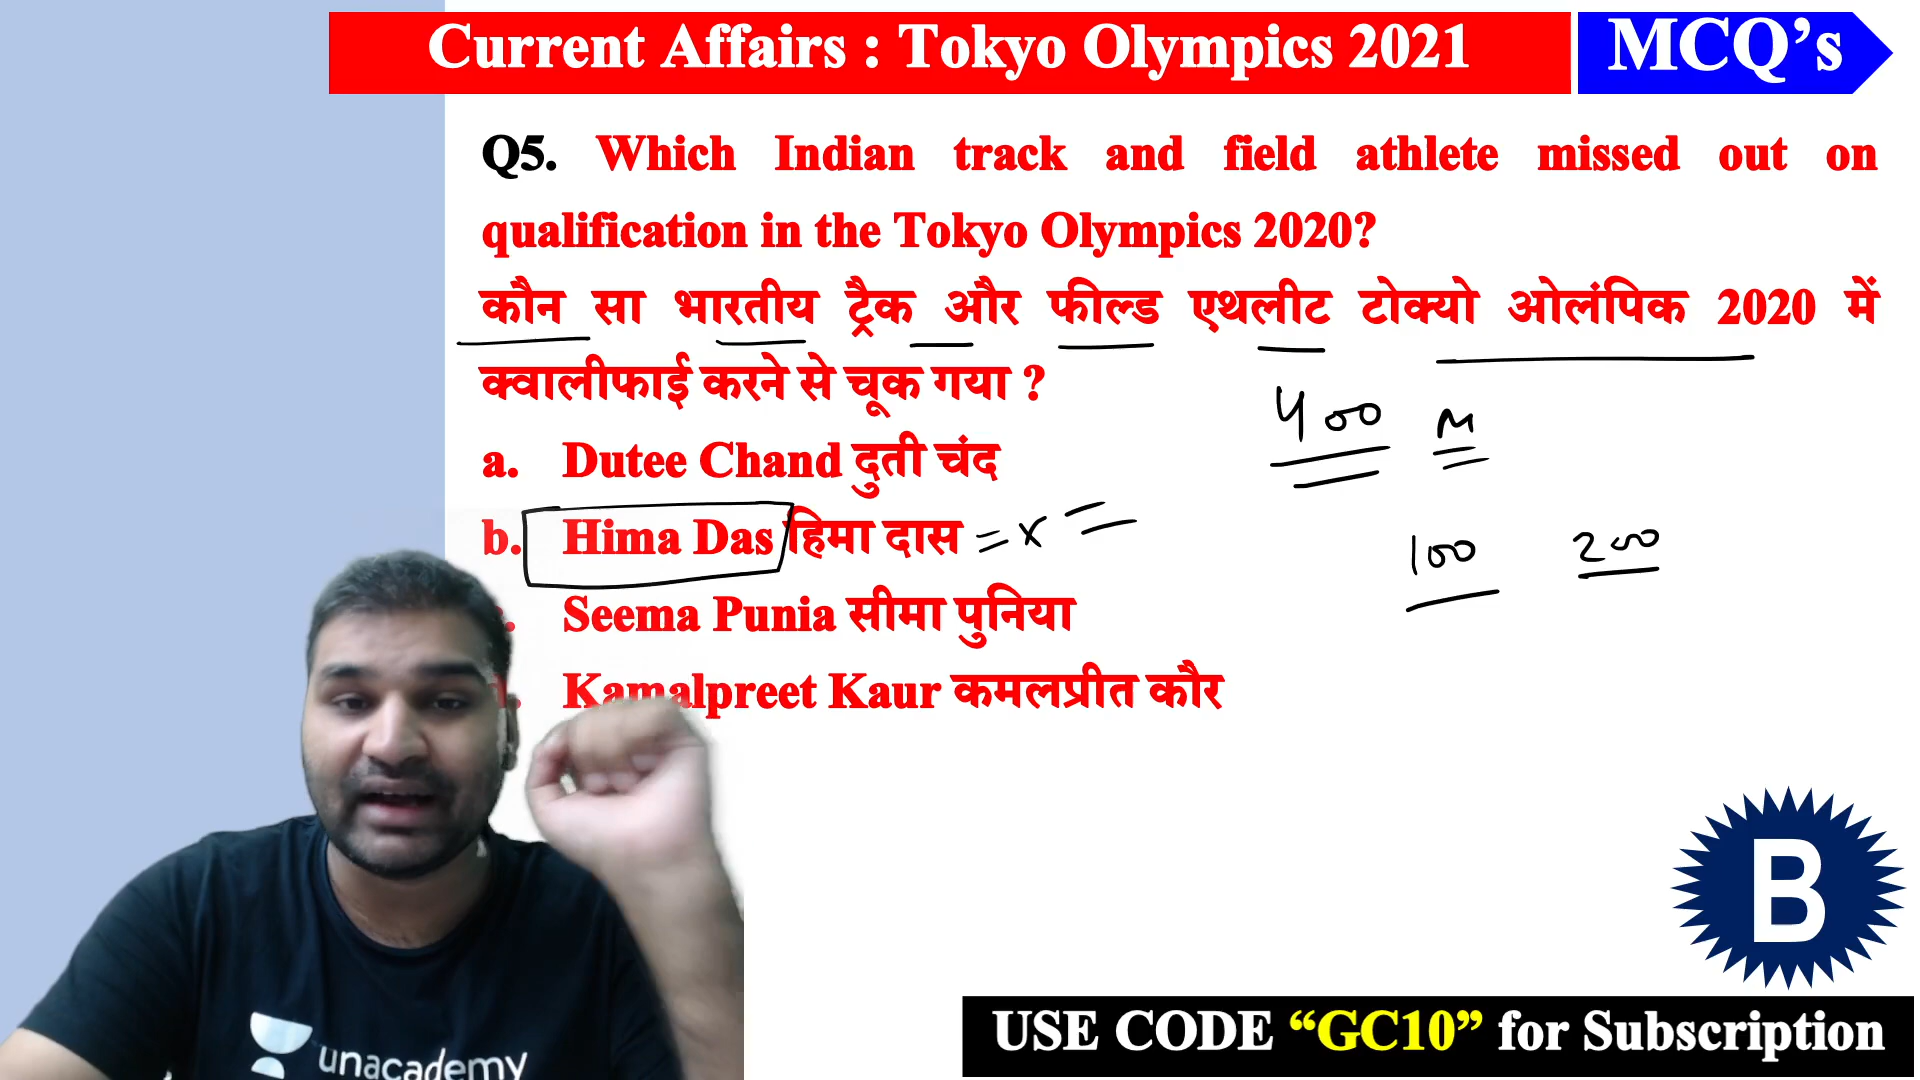 Current Affairs : Tokyo Olympics 2021
MCQ’s
Q5. Which Indian track and field athlete missed out on
qualification in the Tokyo Olympics 2020?
कौन सा भारतीय ट्रैक और फील्ड एथलीट टोक्यो ओलंपिक 2020 में
क्वालीफाई करने से चूक गया ?
400 M
a. Dutee Chand दुती चंद
b. Hima Das हिमा दास = x =
100 200
Seema Punia सीमा पुनिया
Kamalpreet Kaur कमलप्रीत कौर
B
unacademy
USE CODE “GC10” for Subscription